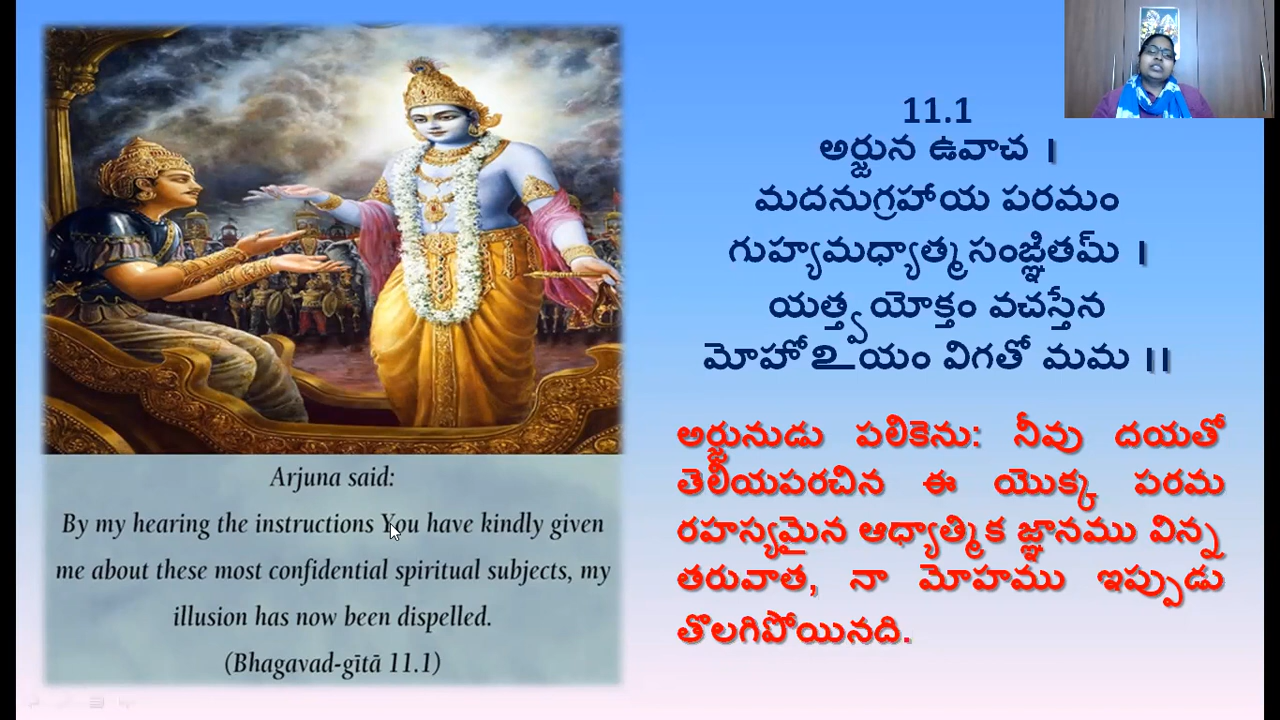 Arjuna said:
By my hearing the instructions You have kindly given
me about these most confidential spiritual subjects, my
illusion has now been dispelled.
(Bhagavad-gītā 11.1)
11.1
అర్జున ఉవాచ ।
మదనుగ్రహాయ పరమం
గుహ్యమధ్యాత్మసంజ్ఞితమ్ ।
యత్త్వయోక్తం వచస్తేన
మోహోఽయం విగతో మమ ।।
అర్జునుడు పలికెను: నీవు దయతో
తెలియపరచిన ఈ యొక్క పరమ
రహస్యమైన ఆధ్యాత్మిక జ్ఞానము విన్న
తరువాత, నా మోహము ఇప్పుడు
తొలగిపోయినది.